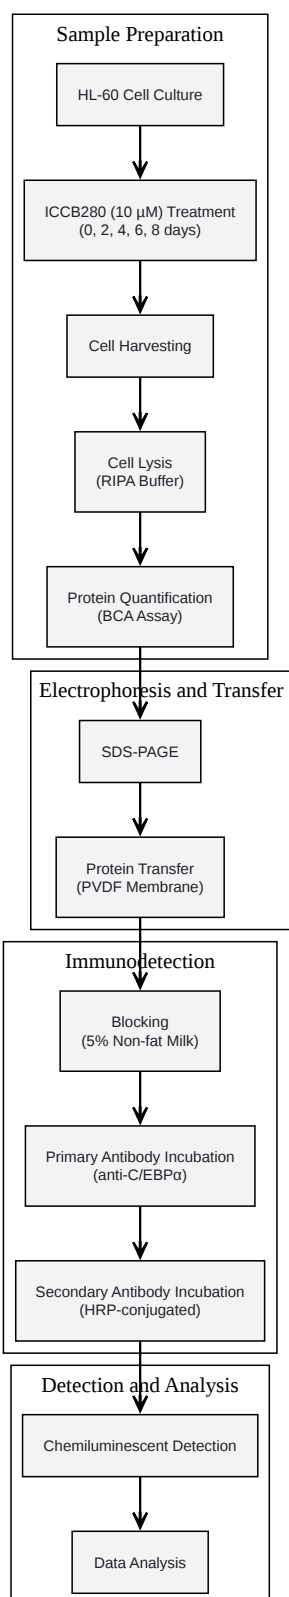 Sample Preparation
HL-60 Cell Culture
ICCB280 (10 µM) Treatment
(0, 2, 4, 6, 8 days)
Cell Harvesting
Cell Lysis
(RIPA Buffer)
Protein Quantification
(BCA Assay)
Electrophoresis and Transfer
SDS-PAGE
Protein Transfer
(PVDF Membrane)
Immunodetection
Blocking
(5% Non-fat Milk)
Primary Antibody Incubation
(anti-C/EBPα)
Secondary Antibody Incubation
(HRP-conjugated)
Detection and Analysis
Chemiluminescent Detection
Data Analysis